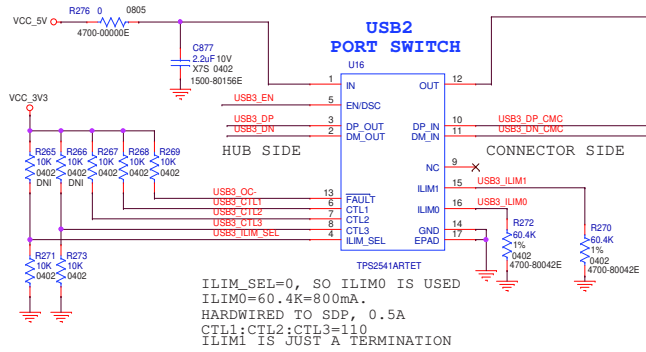 R276 0 0805
VCC_5V
4700-00000E
USB2
PORT SWITCH
C877
2.2uF 10V
X7S 0402
1500-80156E
U16
1 IN OUT 12
VCC_3V3
USB3_EN 5 EN/DSC
USB3_DP 3 DP_OUT DP_IN 10 USB3_DP_CMC
USB3_DN 2 DM_OUT DM_IN 11 USB3_DN_CMC
HUB SIDE CONNECTOR SIDE
R265 R266 R267 R268 R269
10K 10K 10K 10K 10K
0402 0402 0402 0402 0402
DNI DNI
NC 9
ILIM1 15 USB3_ILIM1
USB3_OC- 13 FAULT
USB3_CTL1 6 CTL1 ILIM0 16 USB3_ILIM0
USB3_CTL2 7 CTL2
USB3_CTL3 8 CTL3 GND 14
USB3_ILIM_SEL 4 ILIM_SEL EPAD 17
R272
60.4K
1%
0402
4700-80042E
R270
60.4K
1%
0402
4700-80042E
R271 R273
10K 10K
0402 0402
TPS2541ARTET
ILIM_SEL=0, SO ILIM0 IS USED
ILIM0=60.4K=800mA.
HARDWIRED TO SDP, 0.5A
CTL1:CTL2:CTL3=110
ILIM1 IS JUST A TERMINATION